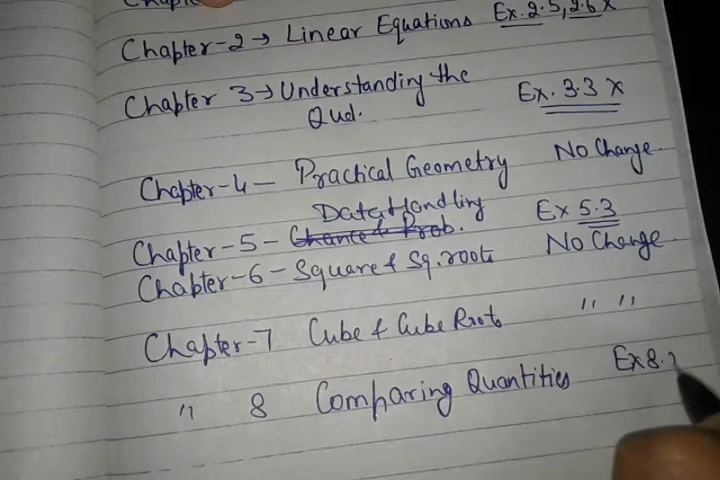 Chapter-2 → Linear Equations Ex. 2.5, 2.6 X
Chapter 3 → Understanding the Ex. 3.3 X
Qud.
Chapter-4 - Practical Geometry No Change.
Data Handling
Chapter-5 - Chance & Prob. Ex 5.3
Chapter-6 - Square & Sq. roots No Change
Chapter-7 Cube & Cube Roots " "
" 8 Comparing Quantities Ex 8.